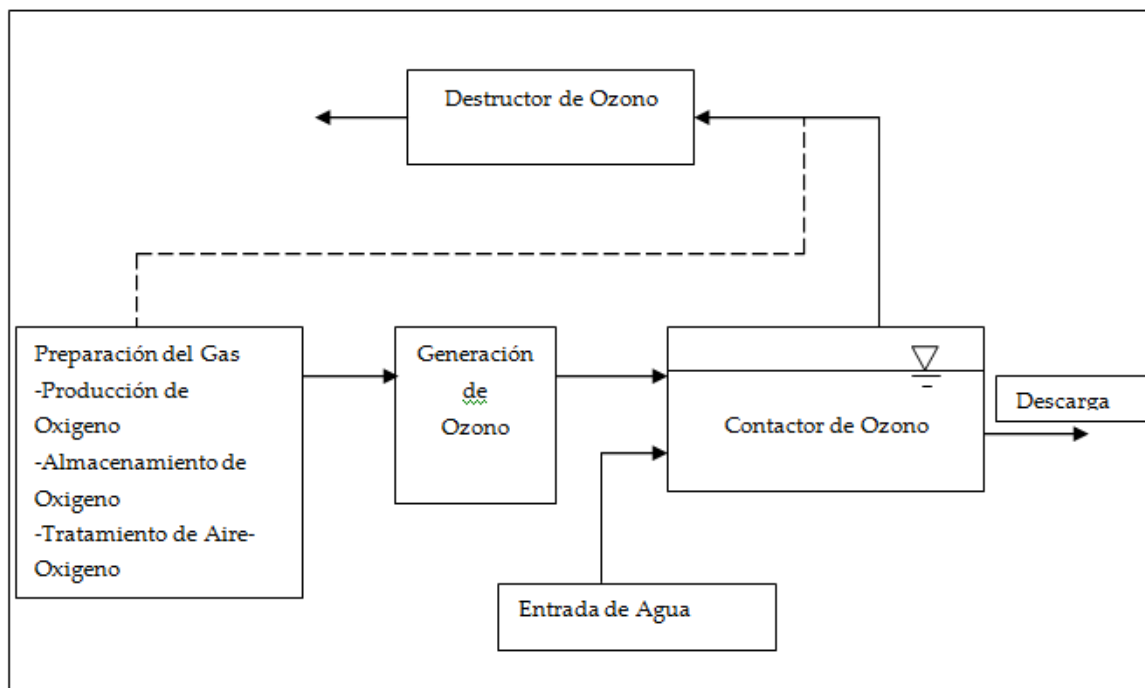 Destructor de Ozono
Preparación del Gas
-Producción de
Oxigeno
-Almacenamiento de
Oxigeno
-Tratamiento de Aire-
Oxigeno
Generación
de
Ozono
Contactor de Ozono
Descarga
Entrada de Agua